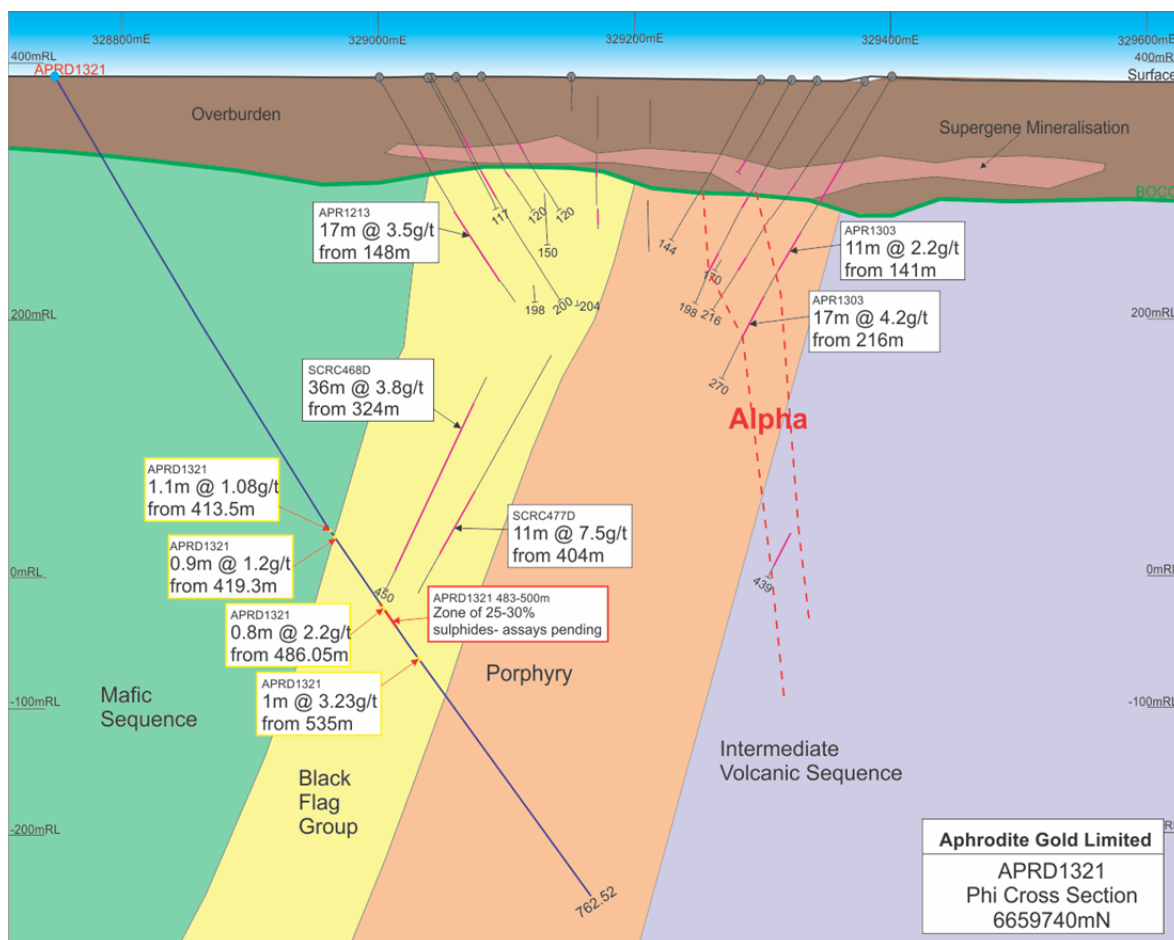 328800mE
329000mE
329200mE
329400mE
329600mE
400mRL
400mRL
APRD1321
Surface
Overburden
Supergene Mineralisation
BOCO
APR1213
17m @ 3.5g/t
from 148m
117
120
120
150
198
200
204
144
170
198
216
270
APR1303
11m @ 2.2g/t
from 141m
APR1303
17m @ 4.2g/t
from 216m
200mRL
200mRL
SCRC468D
36m @ 3.8g/t
from 324m
Alpha
APRD1321
1.1m @ 1.08g/t
from 413.5m
SCRC477D
11m @ 7.5g/t
from 404m
APRD1321
0.9m @ 1.2g/t
from 419.3m
0mRL
0mRL
450
439
APRD1321 483-500m
Zone of 25-30%
sulphides- assays pending
APRD1321
0.8m @ 2.2g/t
from 486.05m
APRD1321
1m @ 3.23g/t
from 535m
Porphyry
Mafic
Sequence
-100mRL
-100mRL
Intermediate
Volcanic Sequence
Black
Flag
Group
-200mRL
762.52
Aphrodite Gold Limited
APRD1321
Phi Cross Section
6659740mN